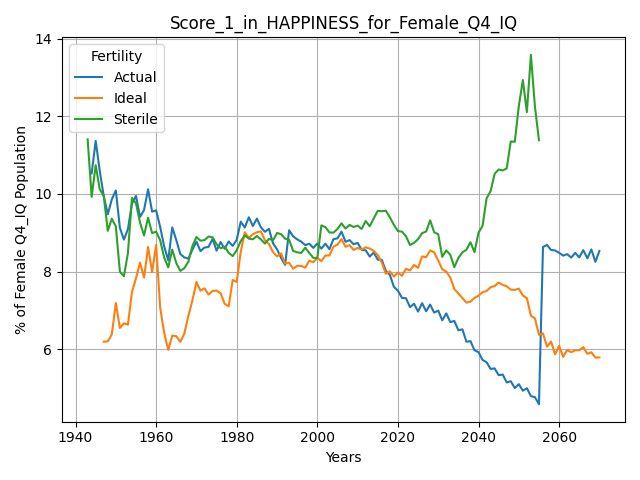 Score_1_in_HAPPINESS_for_Female_Q4_IQ
% of Female Q4_IQ Population
14
12
10
8
6
Fertility
Actual
Ideal
Sterile
1940 1960 1980 2000 2020 2040 2060
Years